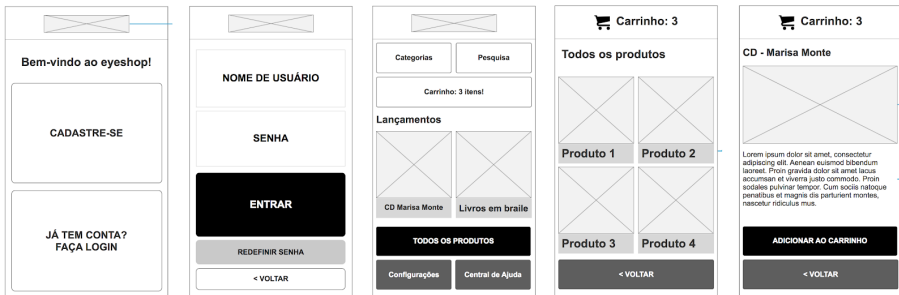 Bem-vindo ao eyeshop!
CADASTRE-SE
JÁ TEM CONTA?
FAÇA LOGIN
NOME DE USUÁRIO
SENHA
ENTRAR
REDEFINIR SENHA
< VOLTAR
Categorias
Pesquisa
Carrinho: 3 itens!
Lançamentos
CD Marisa Monte
Livros em braile
TODOS OS PRODUTOS
Configurações
Central de Ajuda
Carrinho: 3
Todos os produtos
Produto 1
Produto 2
Produto 3
Produto 4
< VOLTAR
Carrinho: 3
CD - Marisa Monte
Lorem ipsum dolor sit amet, consectetur
adipiscing elit. Aenean euismod bibendum
laoreet. Proin gravida dolor sit amet lacus
accumsan et viverra justo commodo. Proin
sodales pulvinar tempor. Cum sociis natoque
penatibus et magnis dis parturient montes,
nascetur ridiculus mus.
ADICIONAR AO CARRINHO
< VOLTAR